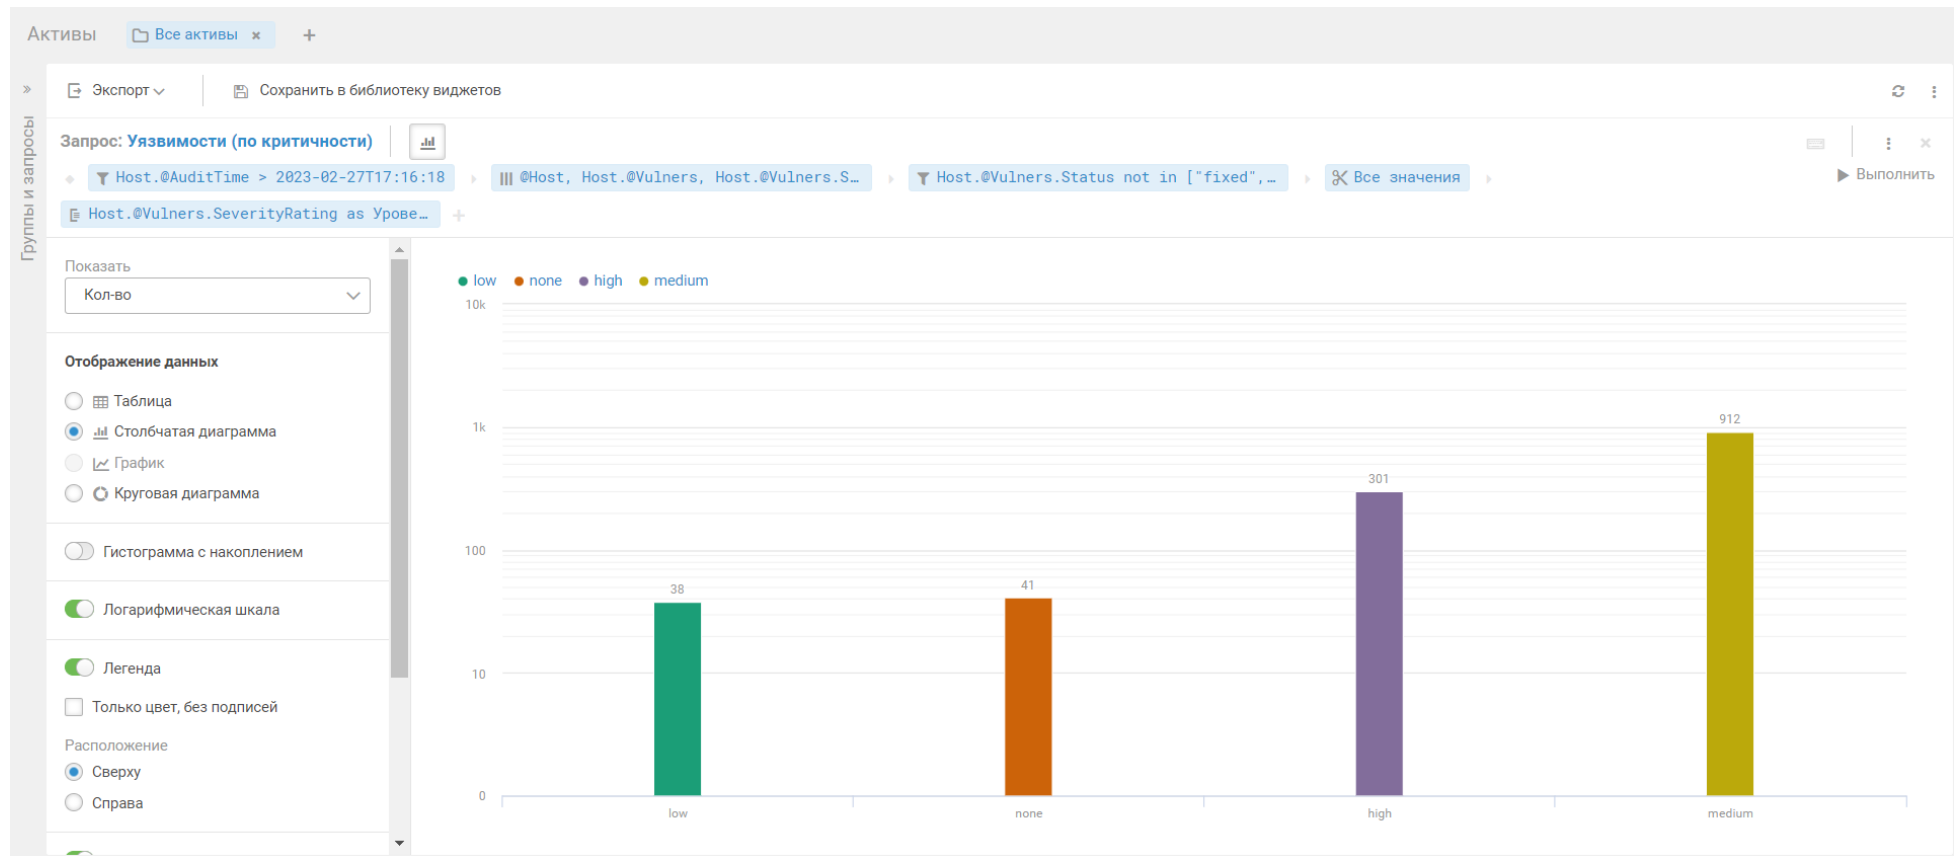 Активы
Все активы
Экспорт
Сохранить в библиотеку виджетов
Группы и запросы
Запрос: Уязвимости (по критичности)
Host.@AuditTime > 2023-02-27T17:16:18
@Host, Host.@Vulners, Host.@Vulners.S…
Host.@Vulners.Status not in ["fixed",…
Все значения
Выполнить
Host.@Vulners.SeverityRating as Урове…
Показать
Кол-во
Отображение данных
Таблица
Столбчатая диаграмма
График
Круговая диаграмма
Гистограмма с накоплением
Логарифмическая шкала
Легенда
Только цвет, без подписей
Расположение
Сверху
Справа
low none high medium
10k
1k
100
10
0
38
41
301
912
low none high medium